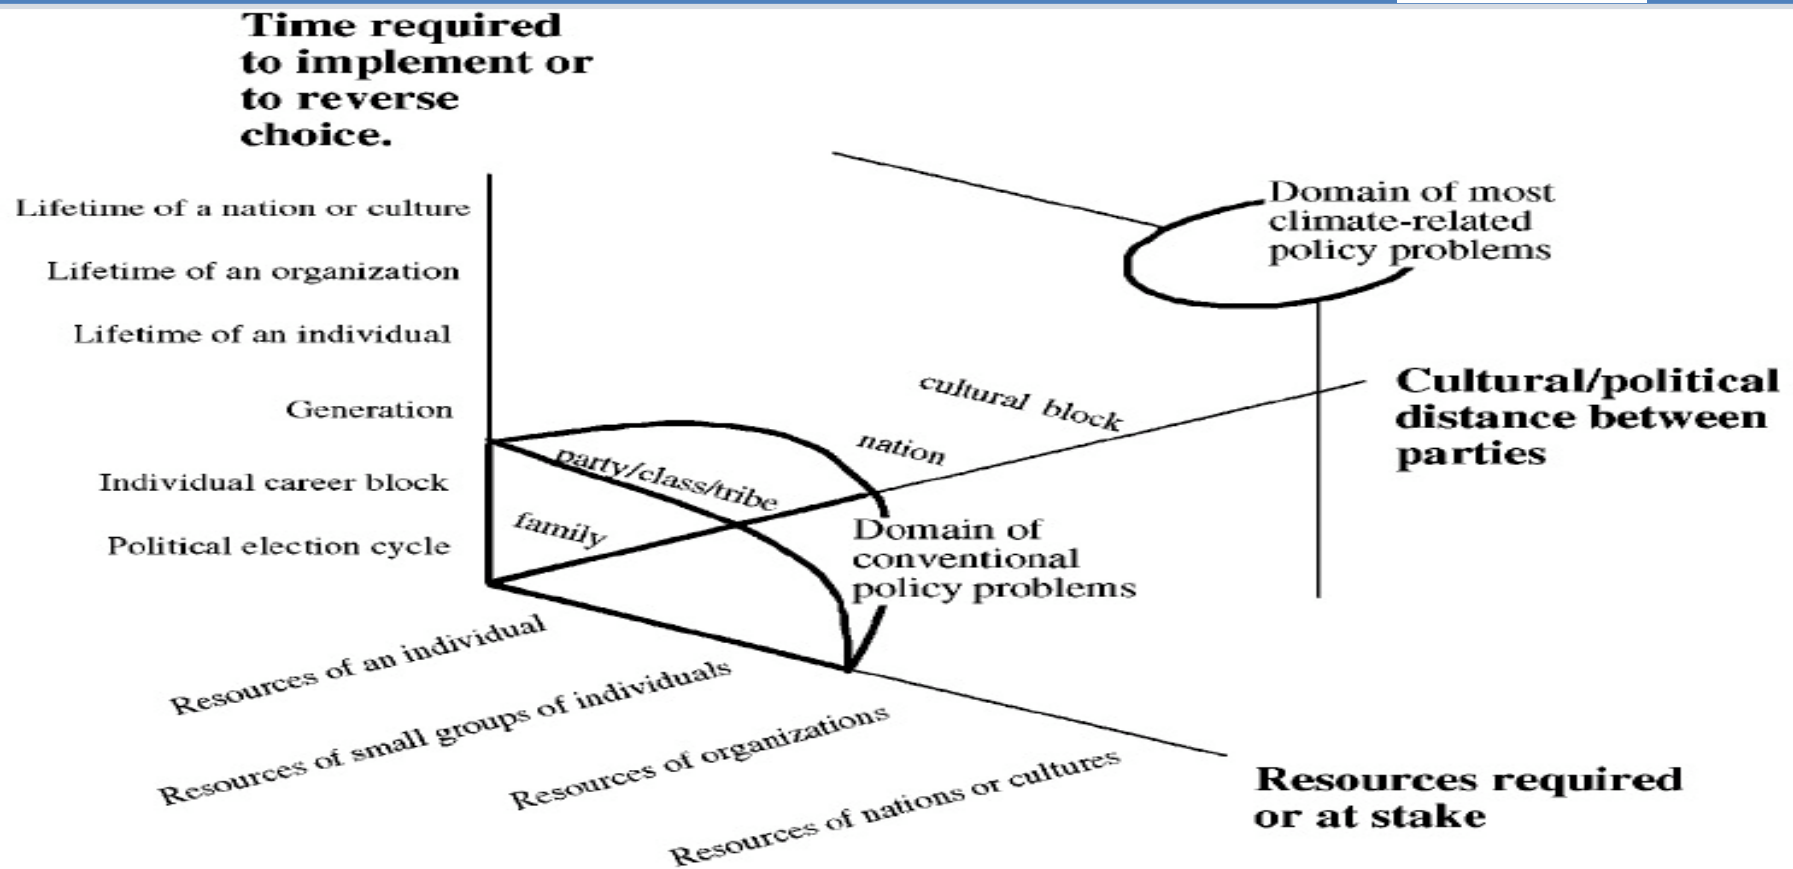 Time required
to implement or
to reverse
choice.
Lifetime of a nation or culture
Lifetime of an organization
Lifetime of an individual
Generation
Individual career block
Political election cycle
Domain of most
climate-related
policy problems
cultural block
nation
party/class/tribe
family
Cultural/political
distance between
parties
Domain of
conventional
policy problems
Resources of an individual
Resources of small groups of individuals
Resources of organizations
Resources of nations or cultures
Resources required
or at stake